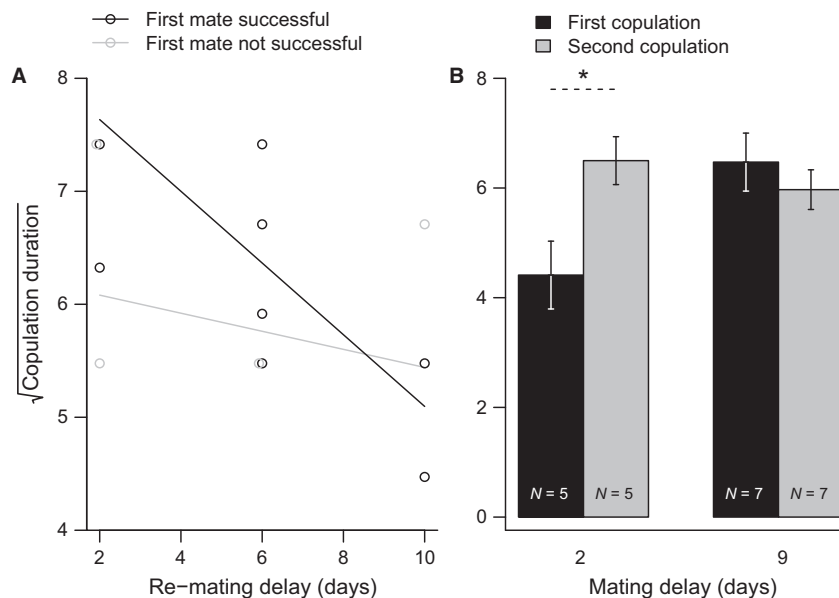 First mate successful
First mate not successful
A
8
7
6
5
4
√Copulation duration
2
4
6
8
10
Re−mating delay (days)
First copulation
Second copulation
B
*
8
6
4
2
0
N = 5
N = 5
N = 7
N = 7
2
9
Mating delay (days)